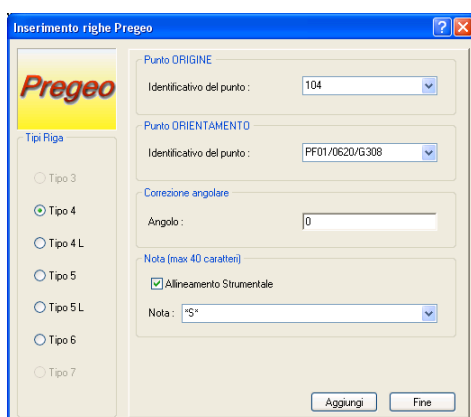 Inserimento righe Pregeo
Pregeo
Tipi Riga
Tipo 3
Tipo 4
Tipo 4 L
Tipo 5
Tipo 5 L
Tipo 6
Tipo 7
Punto ORIGINE
Identificativo del punto : 104
Punto ORIENTAMENTO
Identificativo del punto : PF01/0620/G308
Correzione angolare
Angolo : 0
Nota (max 40 caratteri)
Allineamento Strumentale
Nota : *S*
Aggiungi Fine